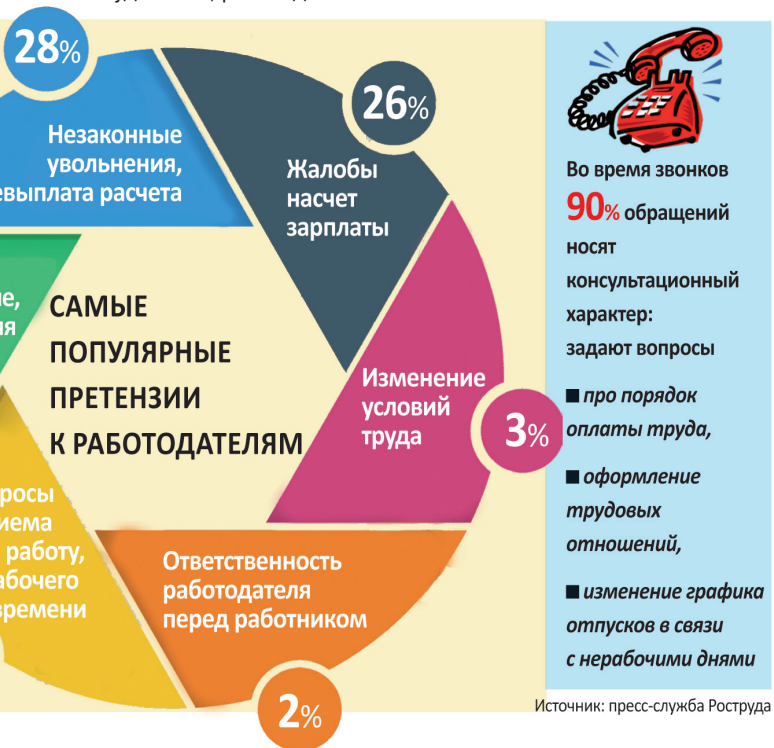 28%
Незаконные
увольнения,
расчета
26%
Жалобы
насчет
зарплаты
САМЫЕ
ПОПУЛЯРНЫЕ
ПРЕТЕНЗИИ
К РАБОТОДАТЕЛЯМ
Изменение
условий
труда
3%
работу,
времени
Ответственность
работодателя
перед работником
2%
Во время звонков
90% обращений
носят
консультационный
характер:
задают вопросы
■ про порядок
оплаты труда,
■ оформление
трудовых
отношений,
■ изменение графика
отпусков в связи
с нерабочими днями
Источник: пресс-служба Роструда